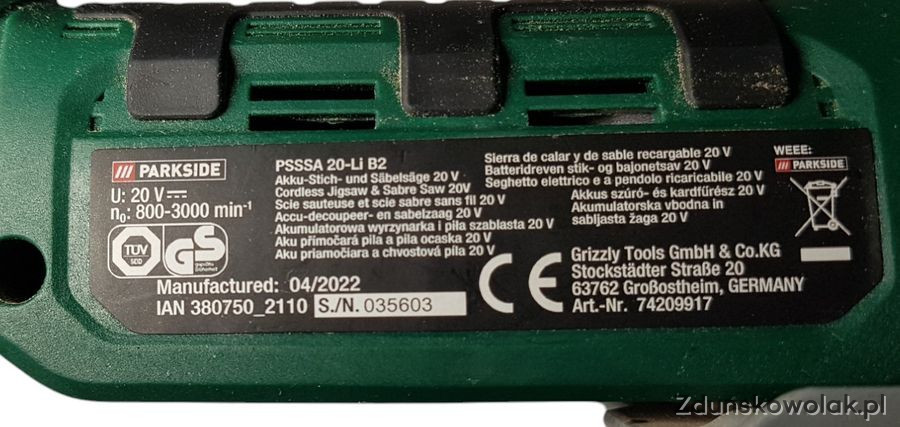 /// PARKSIDE
U: 20 V
n₀: 800-3000 min⁻¹
TÜV
SÜD
GS
geprüfte
Sicherheit
Manufactured: 04/2022
IAN 380750_2110 S./N. 035603
PSSSA 20-Li B2
Akku-Stich- und Säbelsäge 20 V
Cordless Jigsaw & Sabre Saw 20V
Scie sauteuse et scie sabre sans fil 20 V
Accu-decoupeer- en sabelzaag 20 V
Akumulatorowa wyrzynarka i piła szablasta 20 V
Aku přímočará pila a pila ocaska 20 V
Aku priamočiara a chvostová píla 20 V
Sierra de calar y de sable recargable 20 V
Batteridreven stik- og bajonetsav 20 V
Seghetto elettrico e a pendolo ricaricabile 20 V
Akkus szúró- és kardfűrész 20 V
Akumulatorska vbodna in
sabljasta žaga 20 V
WEEE:
/// PARKSIDE
CE
Grizzly Tools GmbH & Co.KG
Stockstädter Straße 20
63762 Großostheim, GERMANY
Art.-Nr. 74209917
Zdunskowolak.pl